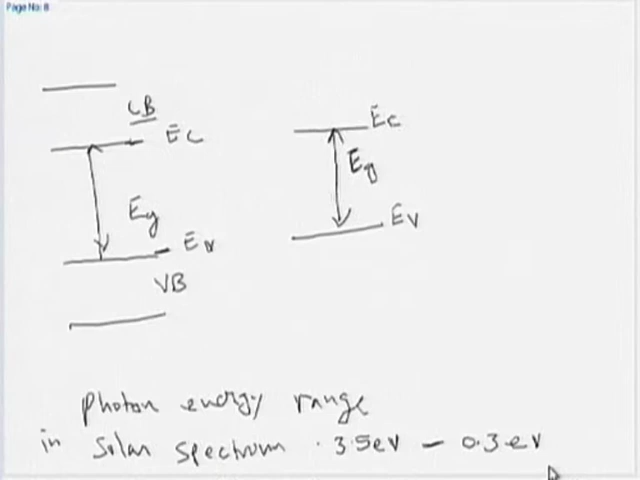 Page No: 8
CB
Ec
Ec
Eg
Eg
Ev
Ev
VB
photon energy range
in solar spectrum . 3.5ev - 0.3ev